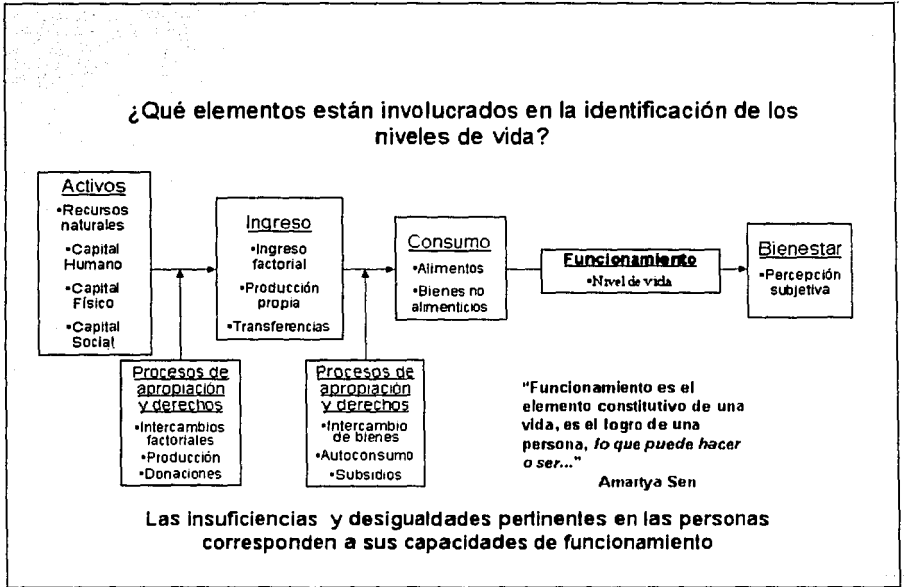 ¿Qué elementos están involucrados en la identificación de los
niveles de vida?
Activos
•Recursos
naturales
•Capital
Humano
•Capital
Físico
•Capital
Social
Ingreso
•Ingreso
factorial
•Producción
propia
•Transferencias
Consumo
•Alimentos
•Bienes no
alimenticios
Funcionamiento
•Nivel de vida
Bienestar
•Percepción
subjetiva
Procesos de
apropiación
y derechos
•Intercambios
factoriales
•Producción
•Donaciones
Procesos de
apropiación
y derechos
•Intercambio
de bienes
•Autoconsumo
•Subsidios
"Funcionamiento es el
elemento constitutivo de una
vida, es el logro de una
persona, lo que puede hacer
o ser..."
Amartya Sen
Las insuficiencias y desigualdades pertinentes en las personas
corresponden a sus capacidades de funcionamiento